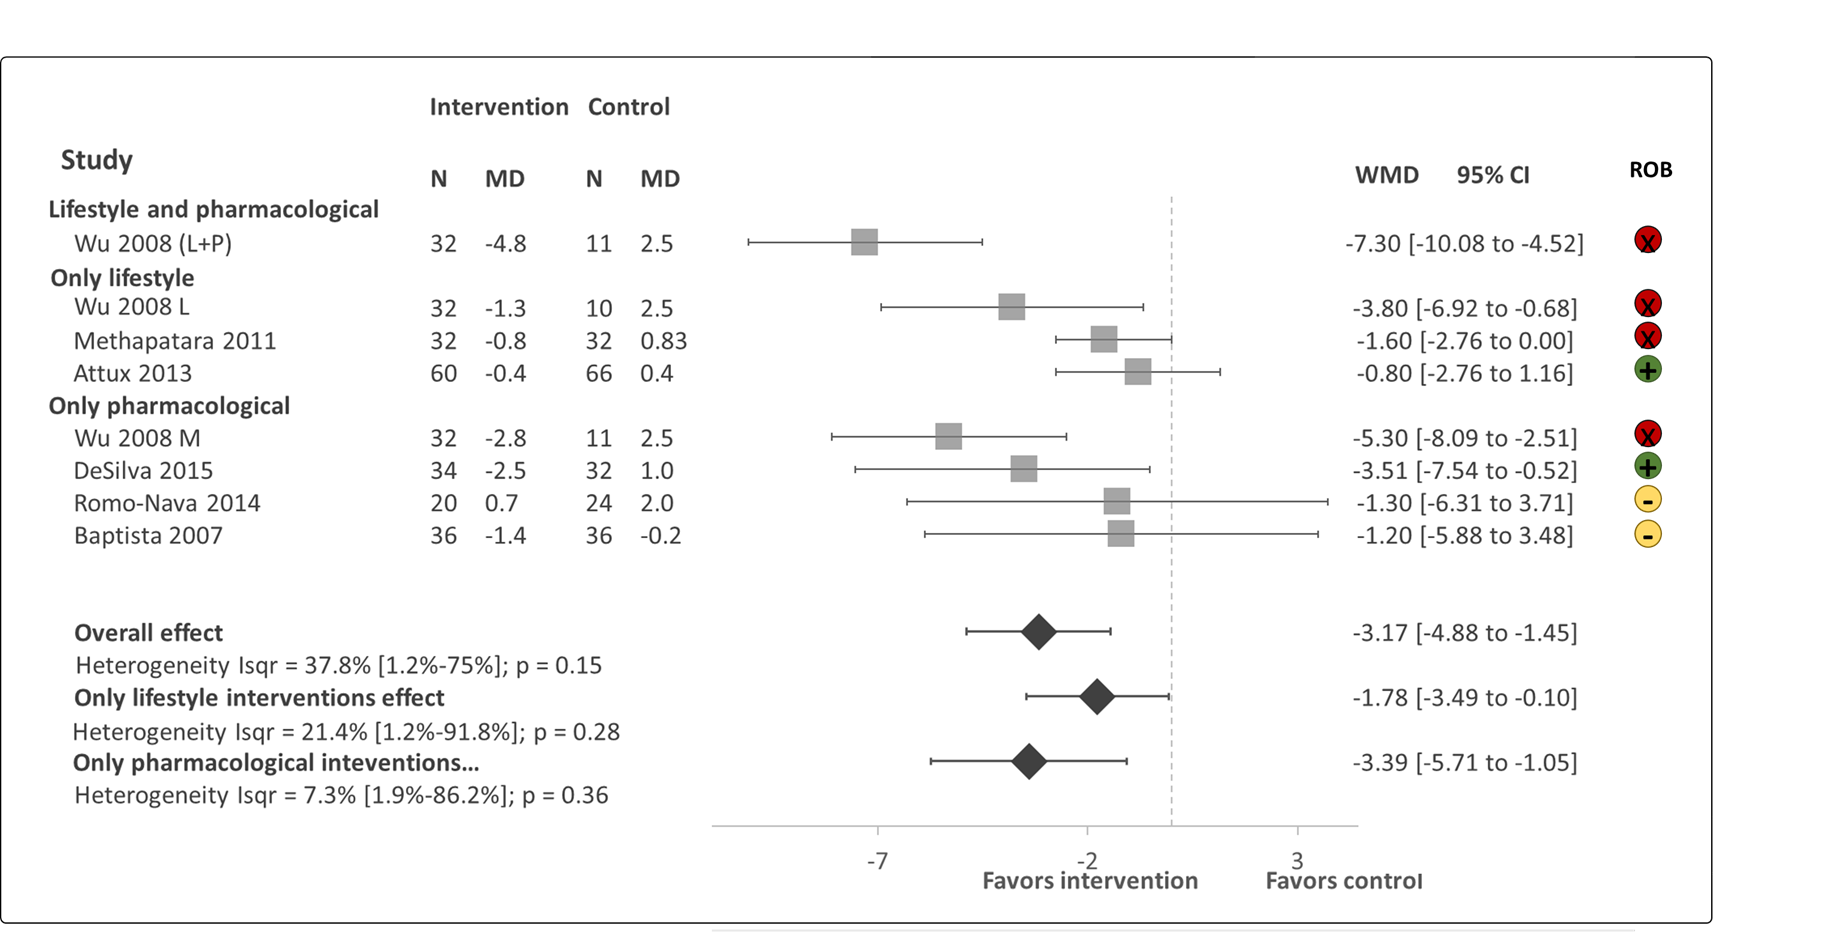 Intervention Control
Study
N MD N MD WMD 95% CI ROB
Lifestyle and pharmacological
Wu 2008 (L+P) 32 -4.8 11 2.5 -7.30 [-10.08 to -4.52] X
Only lifestyle
Wu 2008 L 32 -1.3 10 2.5 -3.80 [-6.92 to -0.68] X
Methapatara 2011 32 -0.8 32 0.83 -1.60 [-2.76 to 0.00] X
Attux 2013 60 -0.4 66 0.4 -0.80 [-2.76 to 1.16] +
Only pharmacological
Wu 2008 M 32 -2.8 11 2.5 -5.30 [-8.09 to -2.51] X
DeSilva 2015 34 -2.5 32 1.0 -3.51 [-7.54 to -0.52] +
Romo-Nava 2014 20 0.7 24 2.0 -1.30 [-6.31 to 3.71] -
Baptista 2007 36 -1.4 36 -0.2 -1.20 [-5.88 to 3.48] -
Overall effect -3.17 [-4.88 to -1.45]
Heterogeneity Isqr = 37.8% [1.2%-75%]; p = 0.15
Only lifestyle interventions effect -1.78 [-3.49 to -0.10]
Heterogeneity Isqr = 21.4% [1.2%-91.8%]; p = 0.28
Only pharmacological inteventions... -3.39 [-5.71 to -1.05]
Heterogeneity Isqr = 7.3% [1.9%-86.2%]; p = 0.36
-7 -2 3
Favors intervention Favors control